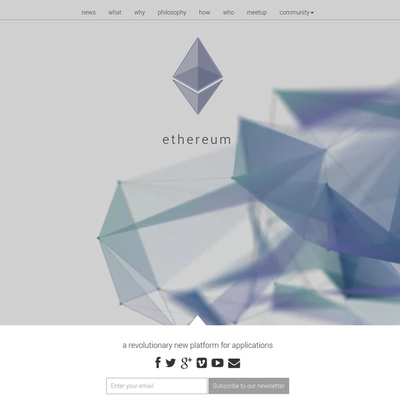 news what why philosophy how who meetup community
ethereum
a revolutionary new platform for applications
Enter your email Subscribe to our newsletter